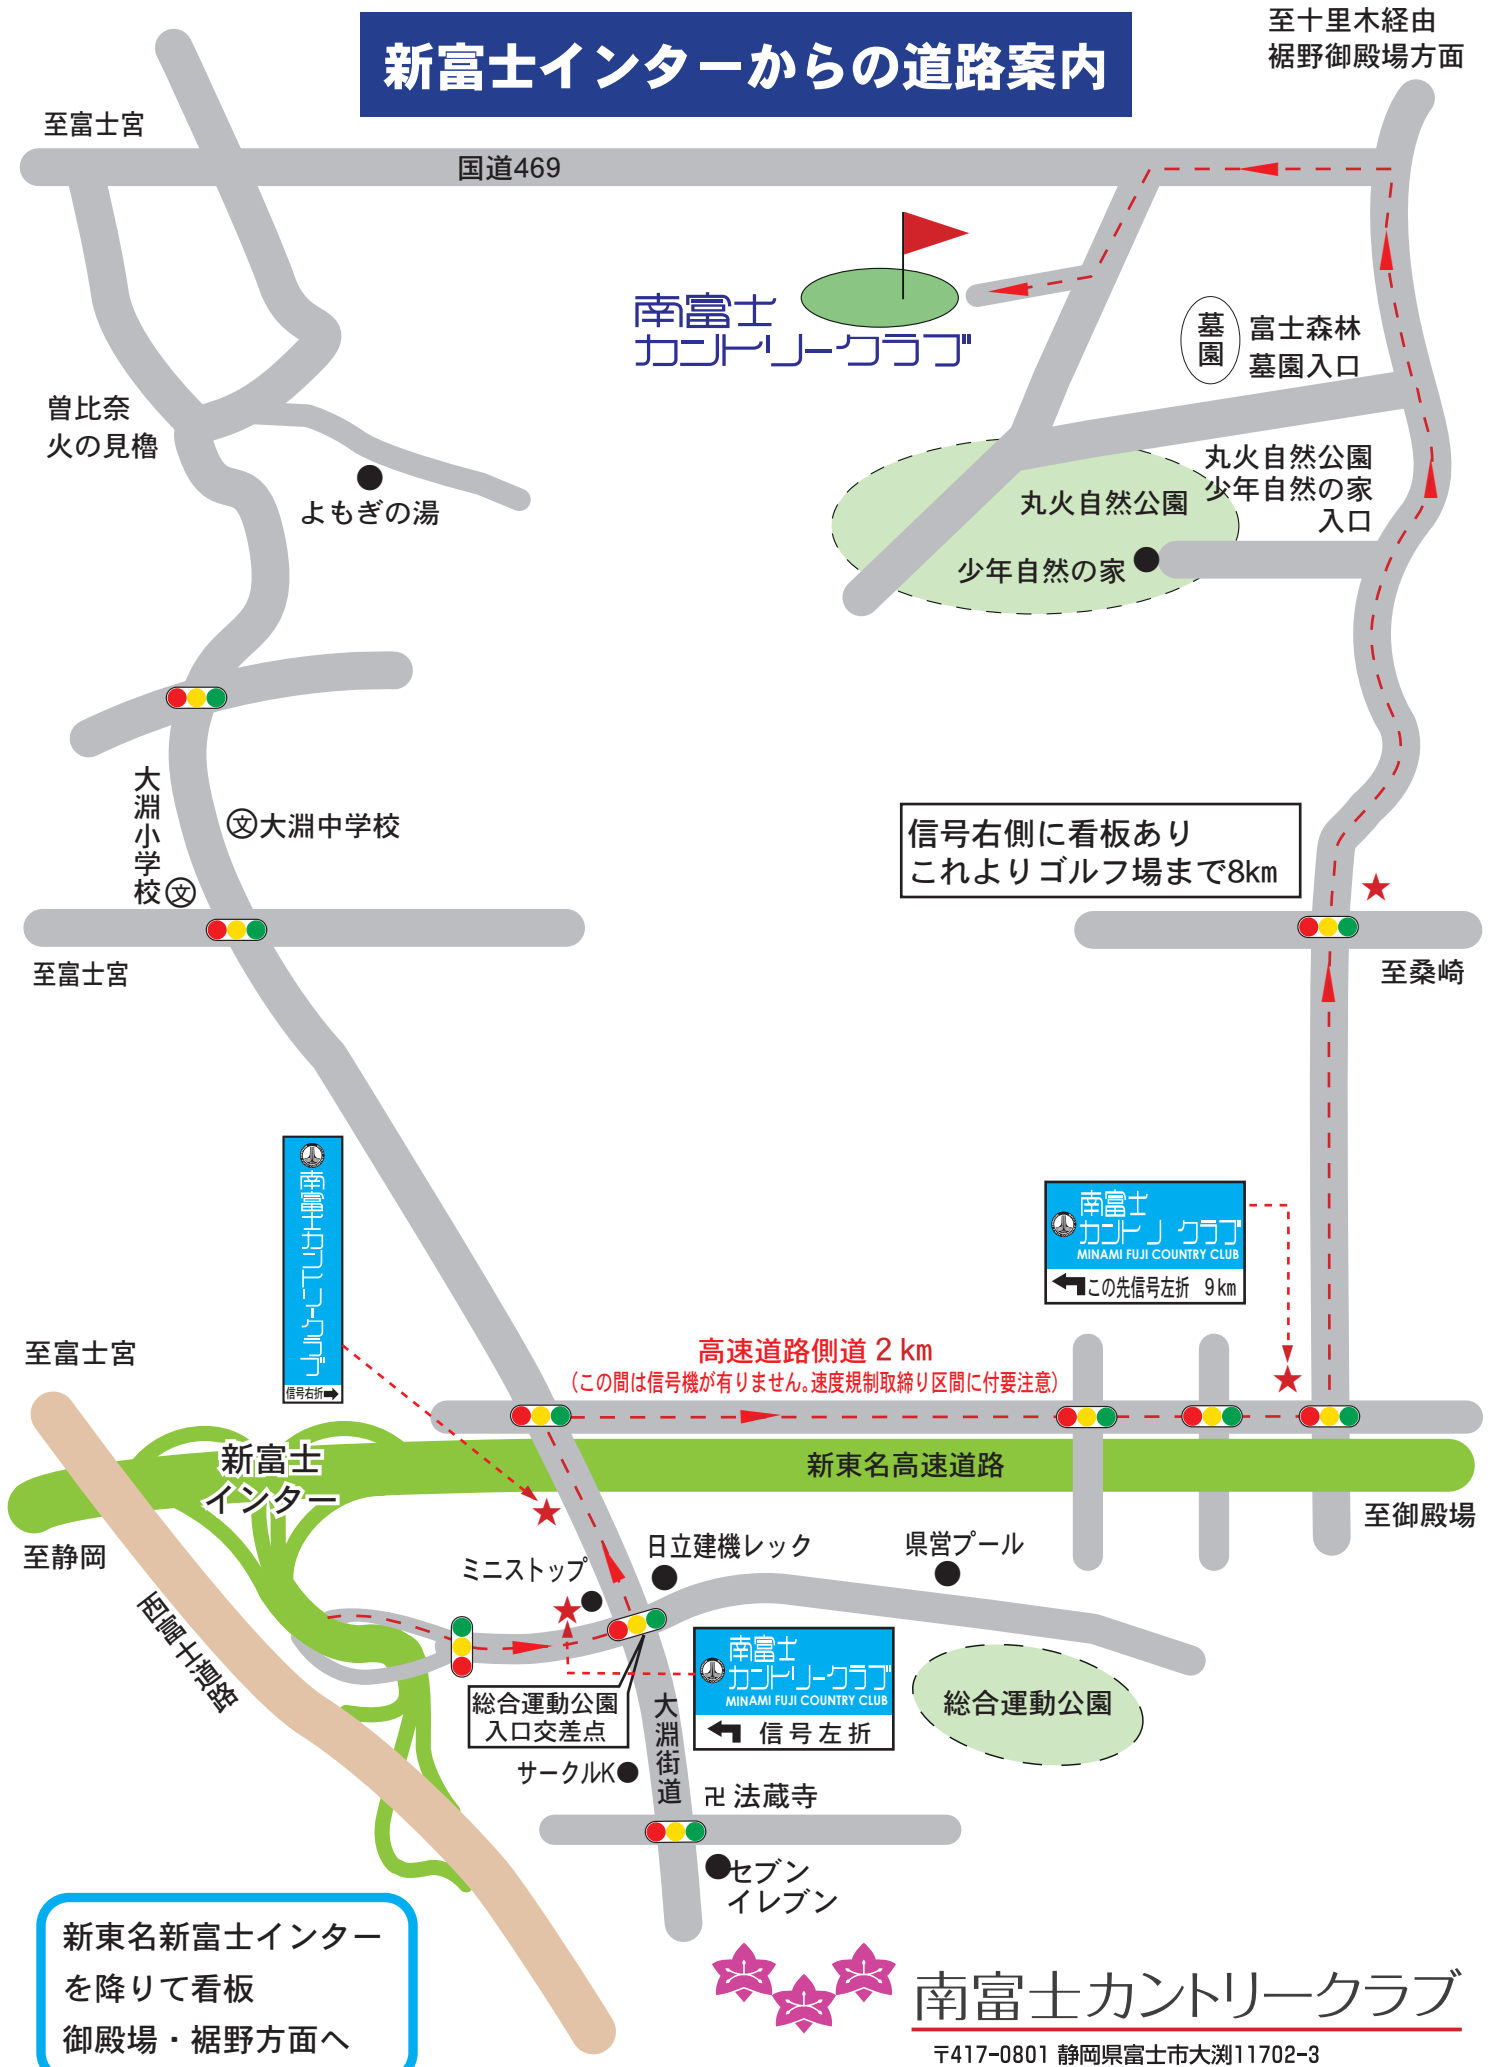 新富士インターからの道路案内
至十里木経由
裾野御殿場方面
至富士宮
国道469
南富士
カントリークラブ
墓園
富士森林
墓園入口
曽比奈
火の見櫓
よもぎの湯
丸火自然公園
少年自然の家
入口
丸火自然公園
少年自然の家
大淵小学校
文
文大淵中学校
信号右側に看板あり
これよりゴルフ場まで8km
至富士宮
至桑崎
南富士カントリークラブ
信号右折
南富士
カントリークラブ
MINAMI FUJI COUNTRY CLUB
この先信号左折 9km
至富士宮
高速道路側道2km
(この間は信号機が有りません。速度規制取締り区間に付要注意)
新富士
インター
新東名高速道路
至御殿場
至静岡
西富士道路
ミニストップ
日立建機レック
県営プール
総合運動公園
入口交差点
南富士
カントリークラブ
MINAMI FUJI COUNTRY CLUB
信号左折
総合運動公園
大淵街道
サークルK
卍 法蔵寺
セブン
イレブン
新東名新富士インター
を降りて看板
御殿場・裾野方面へ
南富士カントリークラブ
〒417-0801 静岡県富士市大渕11702-3